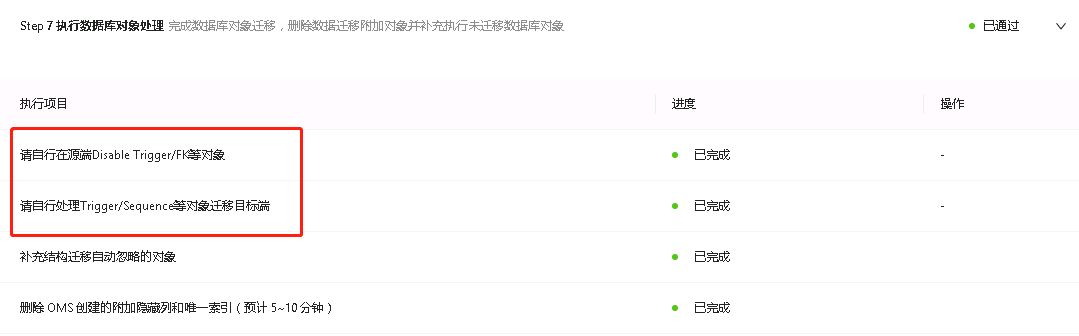 Step 7 执行数据库对象处理 完成数据库对象迁移，删除数据迁移附加对象并补充执行未迁移数据库对象 已通过
执行项目 进度 操作
请自行在源端Disable Trigger/FK等对象 已完成 -
请自行处理Trigger/Sequence等对象迁移目标端 已完成 -
补充结构迁移自动忽略的对象 已完成
删除 OMS 创建的附加隐藏列和唯一索引（预计 5~10 分钟） 已完成